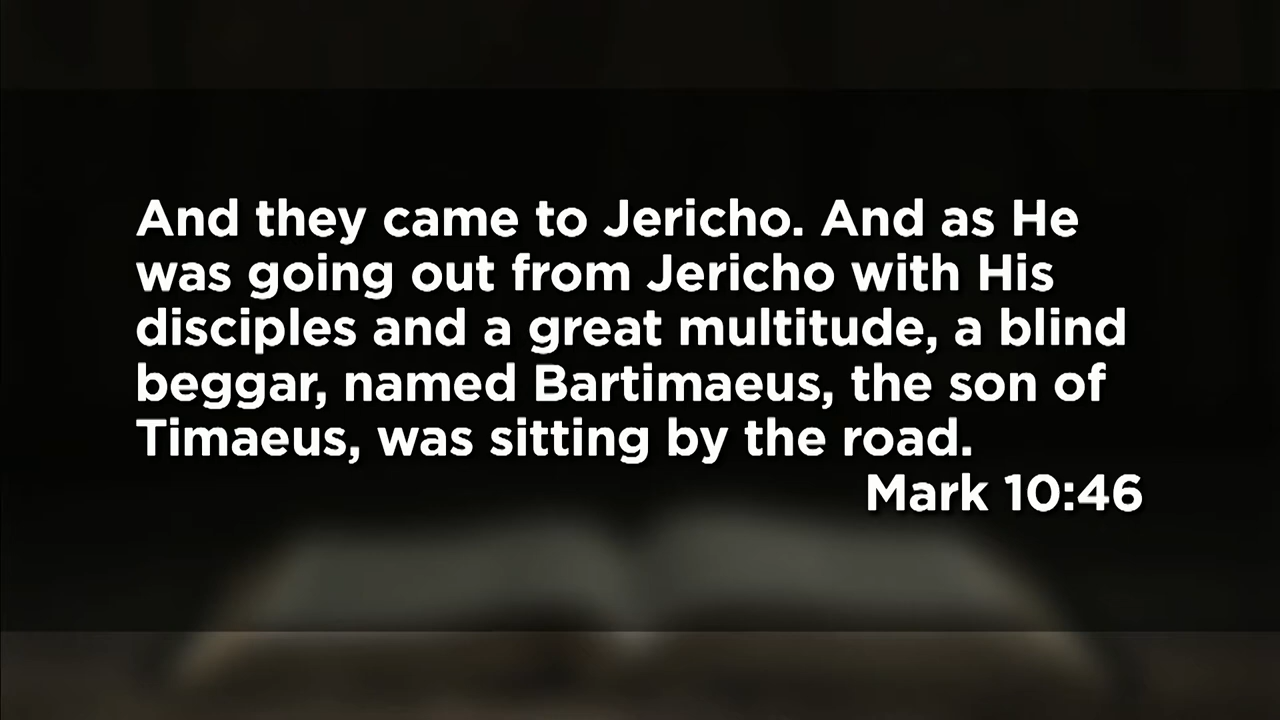 And they came to Jericho. And as He
was going out from Jericho with His
disciples and a great multitude, a blind
beggar, named Bartimaeus, the son of
Timaeus, was sitting by the road.
Mark 10:46